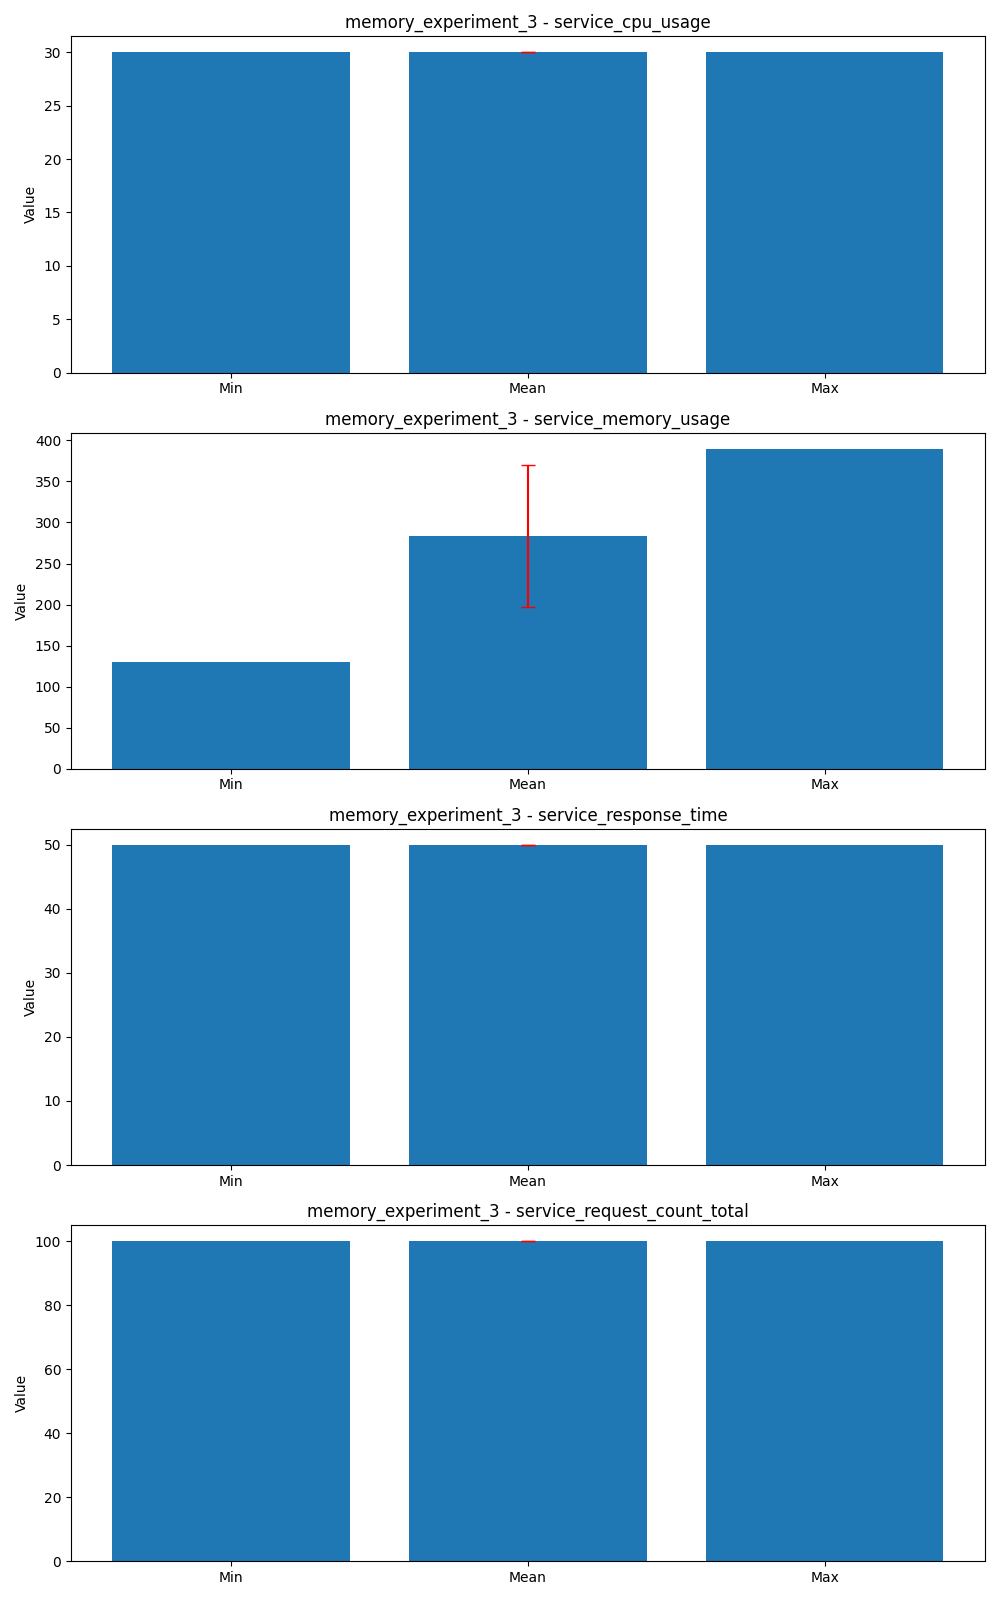 memory_experiment_3 - service_cpu_usage
30
25
20
15
10
5
0
Value
Min Mean Max
memory_experiment_3 - service_memory_usage
400
350
300
250
200
150
100
50
0
Value
Min Mean Max
memory_experiment_3 - service_response_time
50
40
30
20
10
0
Value
Min Mean Max
memory_experiment_3 - service_request_count_total
100
80
60
40
20
0
Value
Min Mean Max